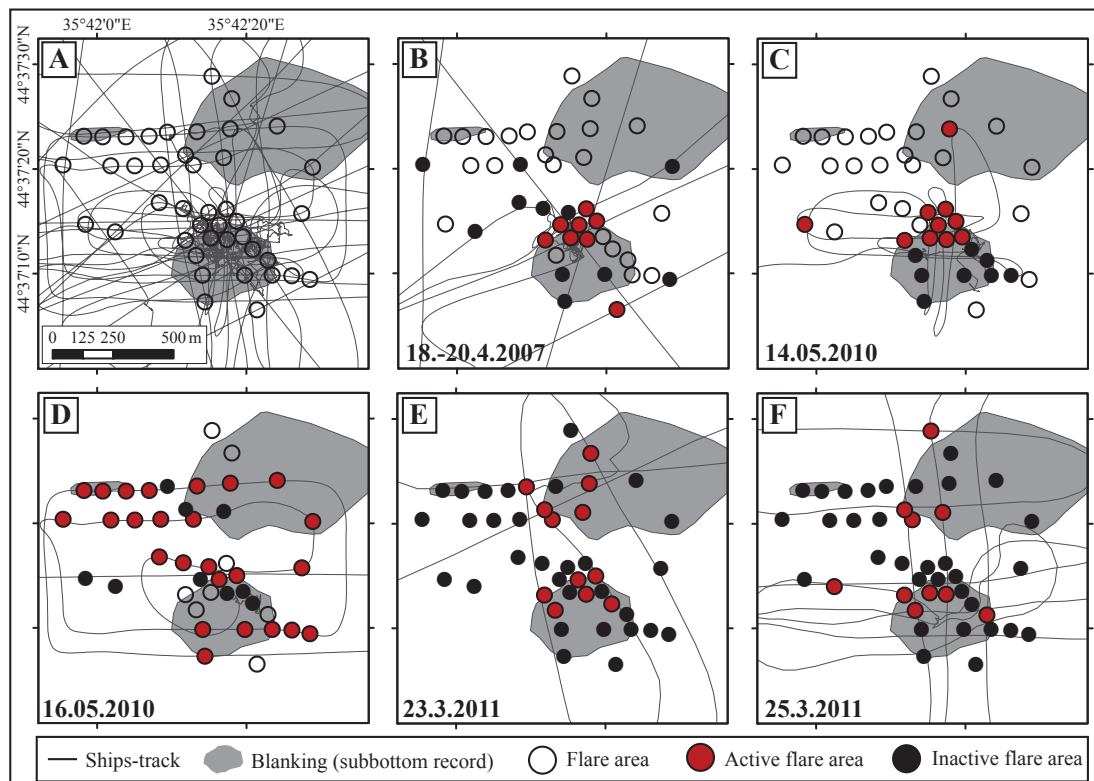 35°42'0"E
35°42'20"E
44°37'30"N
44°37'20"N
44°37'10"N
A
B
C
0 125 250 500 m
18.-20.4.2007
14.05.2010
D
E
F
16.05.2010
23.3.2011
25.3.2011
Ships-track
Blanking (subbottom record)
Flare area
Active flare area
Inactive flare area